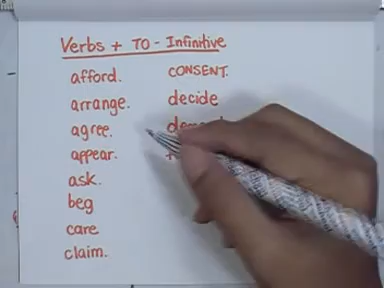 Verbs + TO - Infinitive
afford.
arrange.
agree.
appear.
ask.
beg
care
claim.
CONSENT.
decide